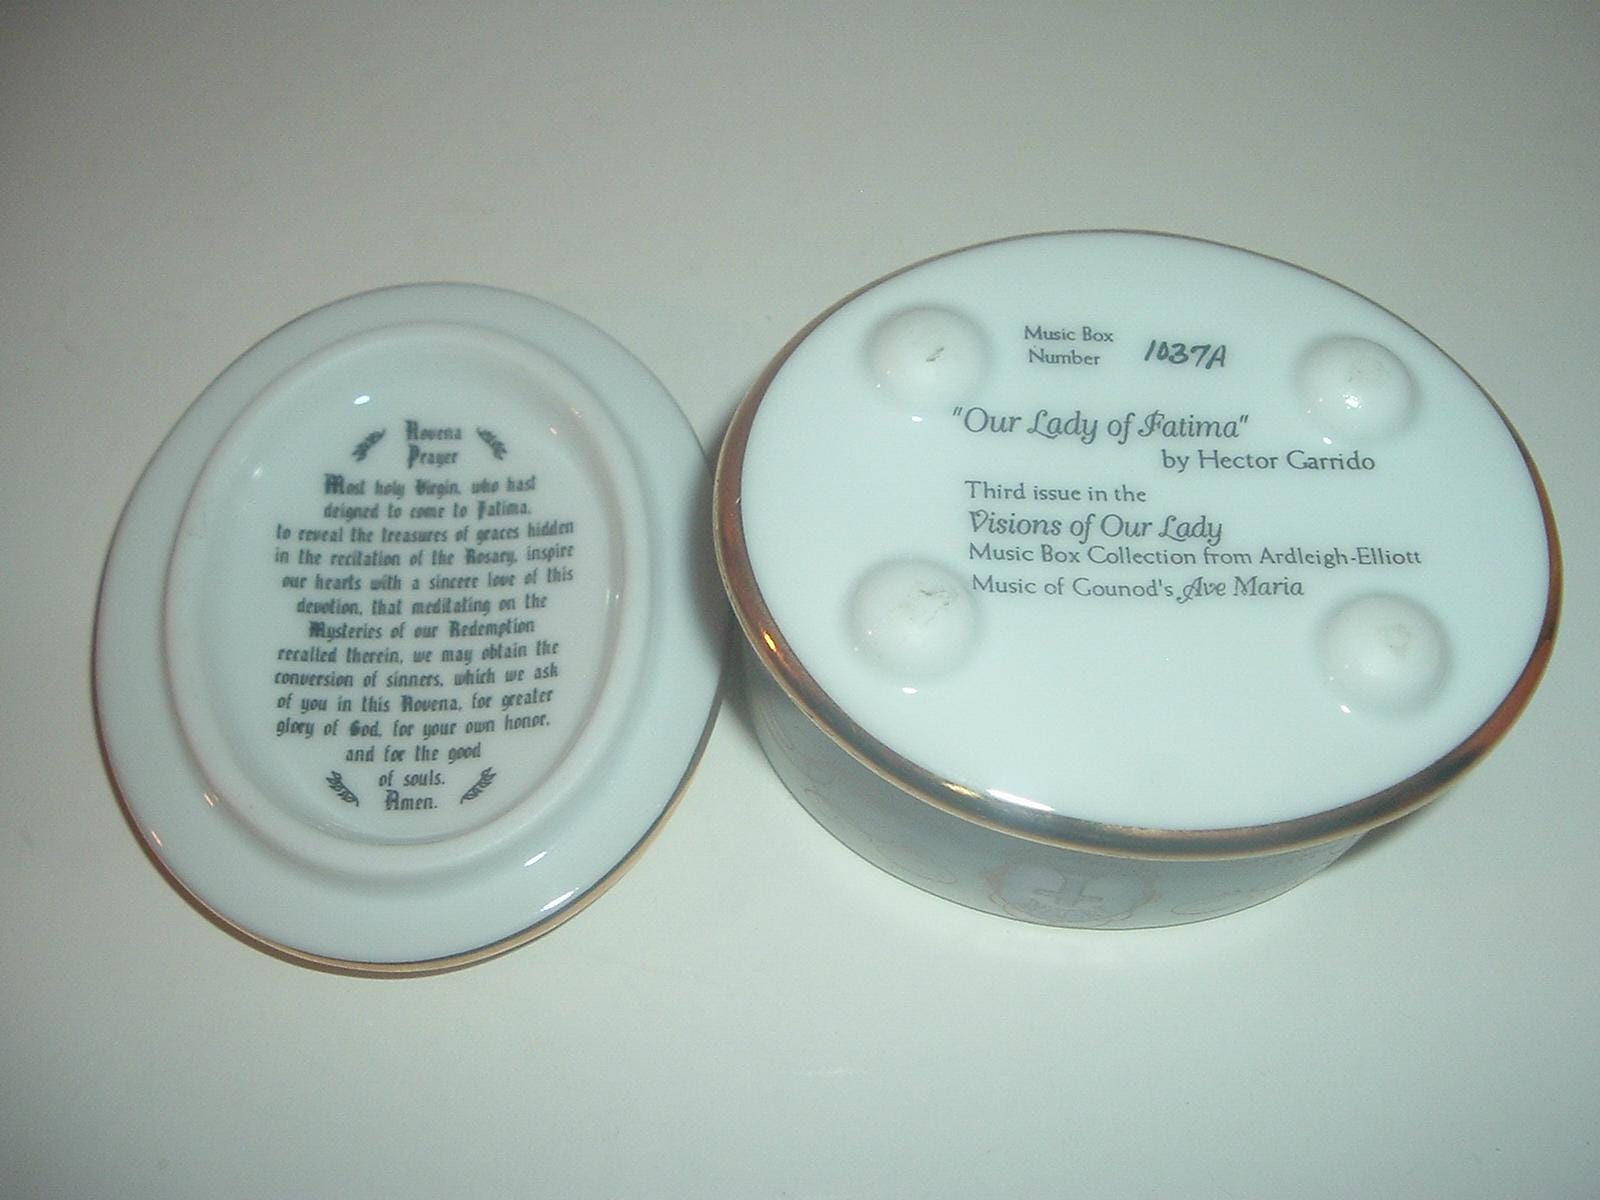 Novena
Prayer
Most holy Virgin, who hast
deigned to come to Fatima,
to reveal the treasures of graces hidden
in the recitation of the Rosary, inspire
our hearts with a sincere love of this
devotion, that meditating on the
Mysteries of our Redemption
recalled therein, we may obtain the
conversion of sinners, which we ask
of you in this Novena, for greater
glory of God, for your own honor,
and for the good
of souls.
Amen.
Music Box
Number 1037A
"Our Lady of Fatima"
by Hector Garrido
Third issue in the
Visions of Our Lady
Music Box Collection from Ardleigh-Elliott
Music of Gounod's Ave Maria